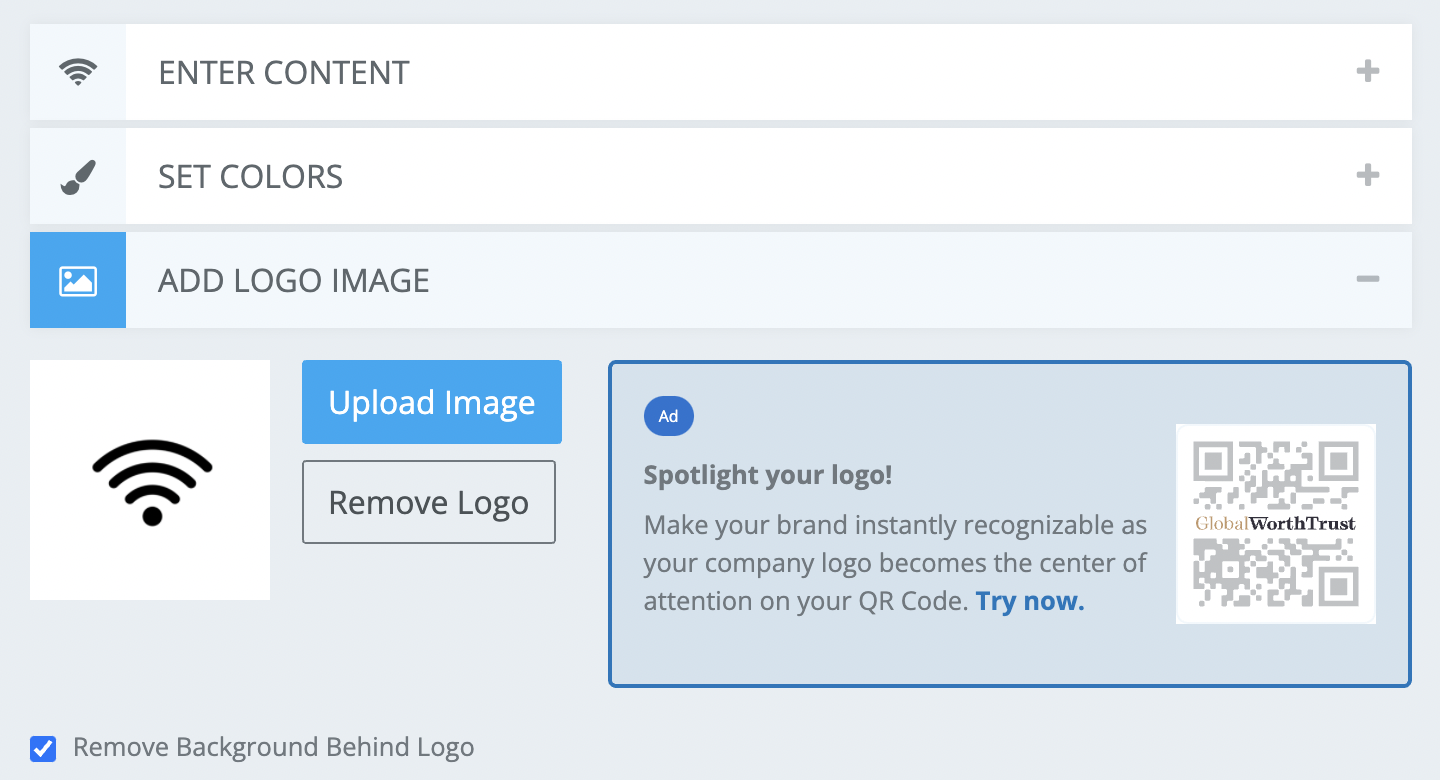 ENTER CONTENT
SET COLORS
ADD LOGO IMAGE
Upload Image
Remove Logo
Ad
Spotlight your logo!
Make your brand instantly recognizable as
your company logo becomes the center of
attention on your QR Code. Try now.
GlobalWorthTrust
Remove Background Behind Logo